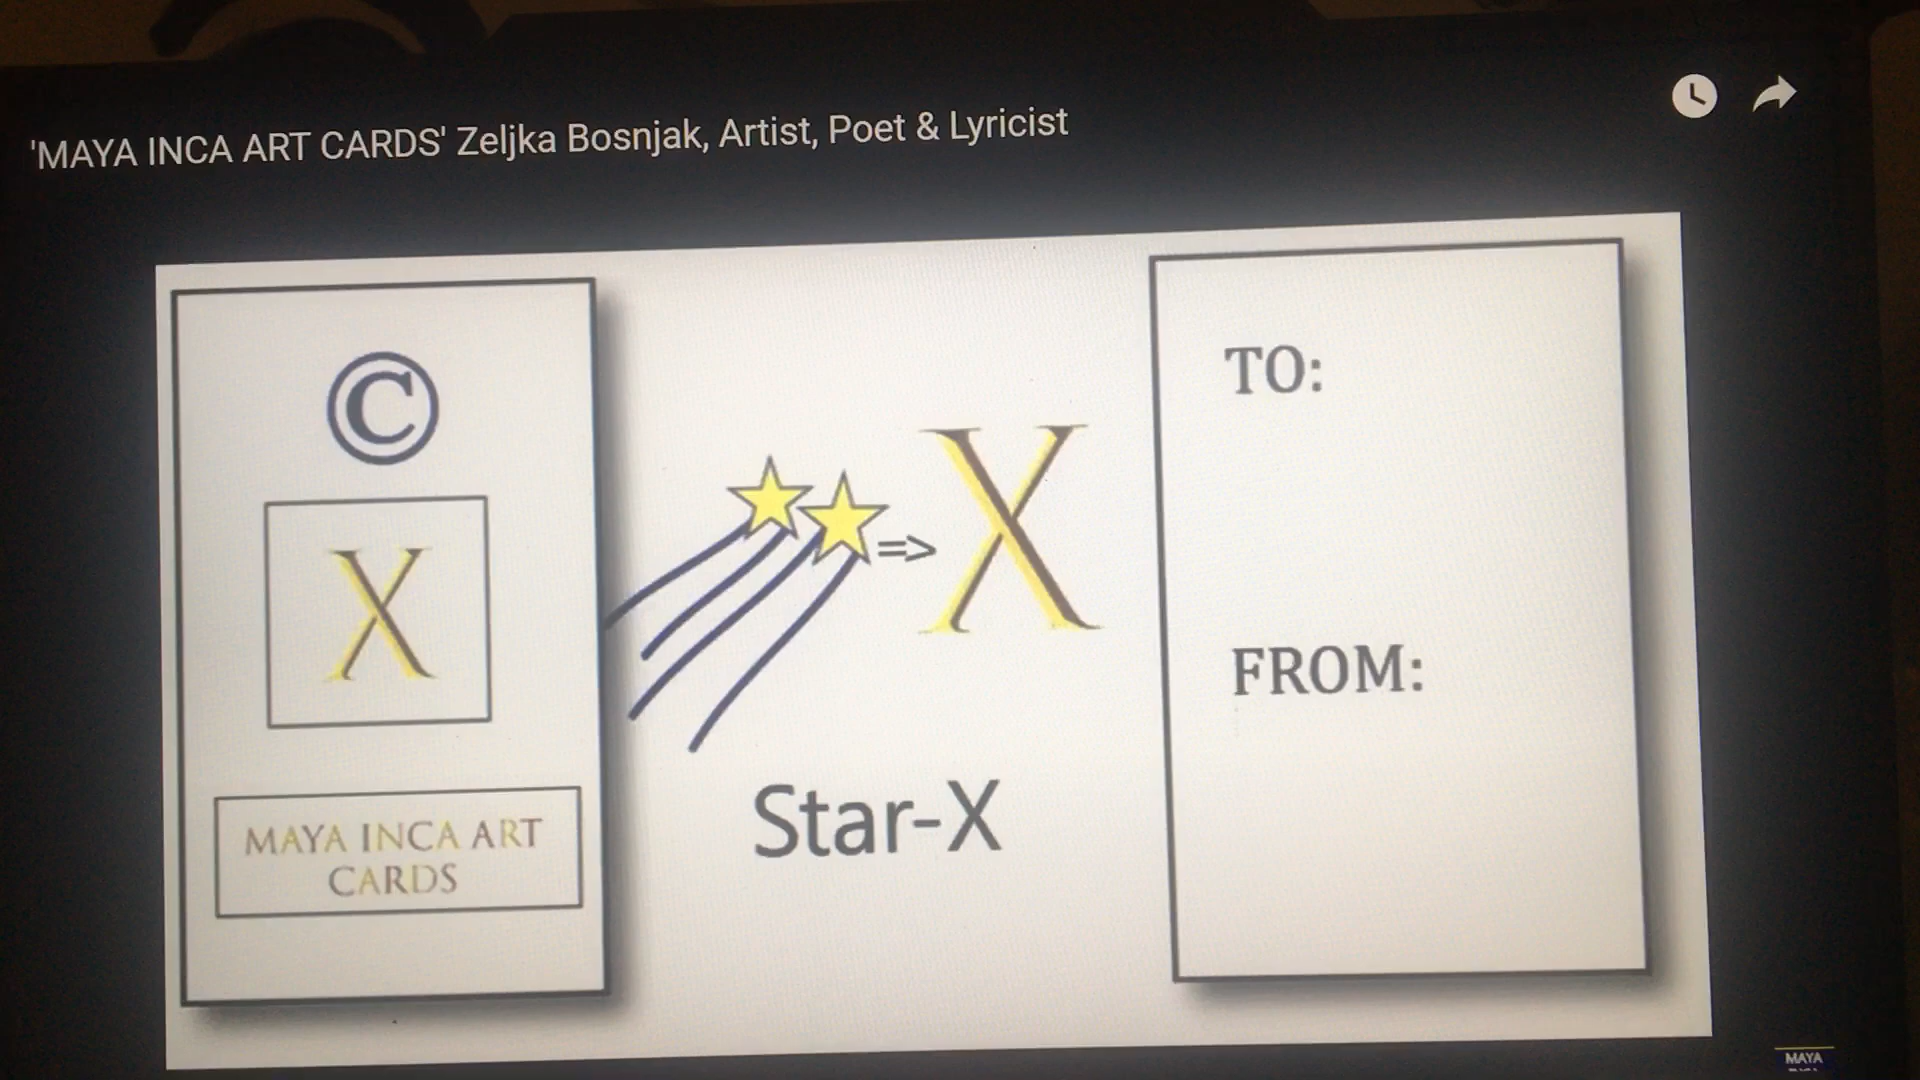 'MAYA INCA ART CARDS' Zeljka Bosnjak, Artist, Poet & Lyricist
©
X
MAYA INCA ART
CARDS
=> X
Star-X
TO:
FROM:
MAYA